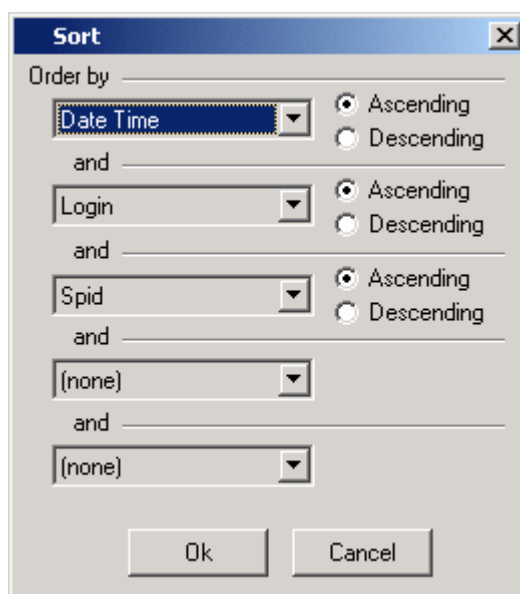 Sort
Order by
Date Time
Ascending
Descending
and
Login
Ascending
Descending
and
Spid
Ascending
Descending
and
(none)
and
(none)
Ok Cancel